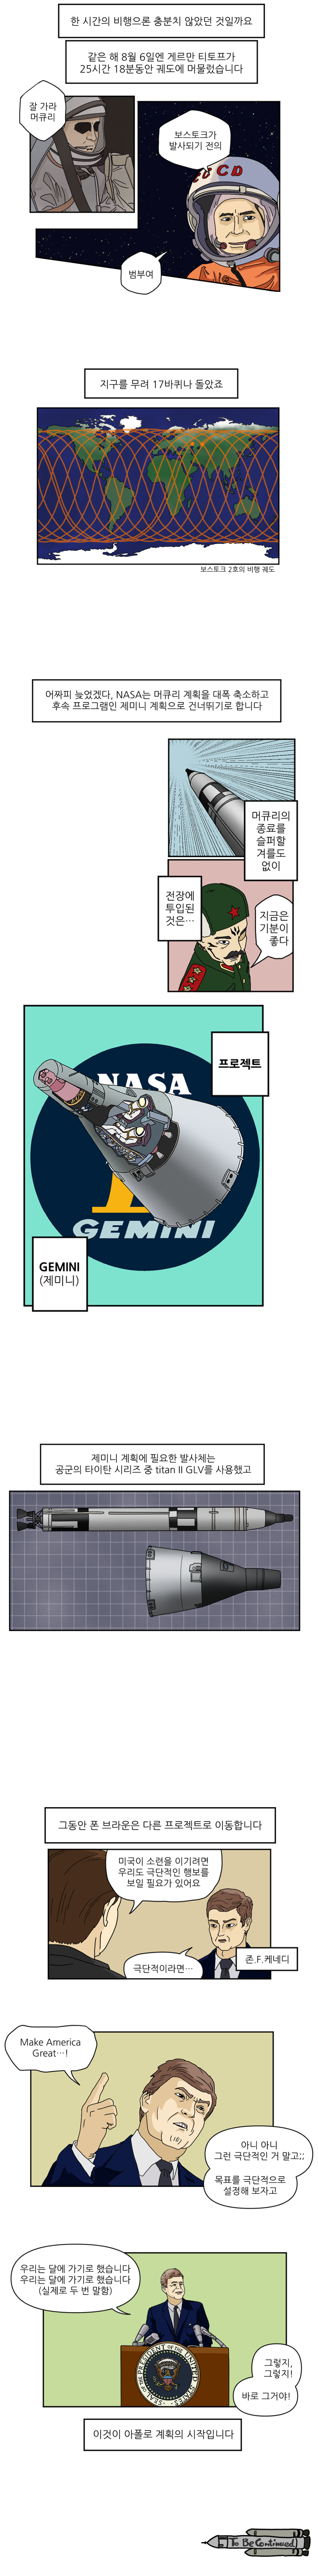 한 시간의 비행으론 충분치 않았던 것일까요
같은 해 8월 6일엔 게르만 티토프가
25시간 18분동안 궤도에 머물렀습니다
잘 가라
머큐리
보스토크가
발사되기 전의
범부여
지구를 무려 17바퀴나 돌았죠
보스토크 2호의 비행 궤도
어짜피 늦었겠다, NASA는 머큐리 계획을 대폭 축소하고
후속 프로그램인 제미니 계획으로 건너뛰기로 합니다
머큐리의
종료를
슬퍼할
겨를도
없이
전장에
투입된
것은…
지금은
기분이
좋다
프로젝트
NASA
GEMINI
GEMINI
(제미니)
제미니 계획에 필요한 발사체는
공군의 타이탄 시리즈 중 titan II GLV를 사용했고
그동안 폰 브라운은 다른 프로젝트로 이동합니다
미국이 소련을 이기려면
우리도 극단적인 행보를
보일 필요가 있어요
극단적이라면…
존.F.케네디
Make America
Great…!
아니 아니
그런 극단적인 거 말고;;
목표를 극단적으로
설정해 보자고
우리는 달에 가기로 했습니다
우리는 달에 가기로 했습니다
(실제로 두 번 말함)
SEAL OF THE PRESIDENT OF THE UNITED STATES
그렇지,
그렇지!
바로 그거야!
이것이 아폴로 계획의 시작입니다
To Be Continued